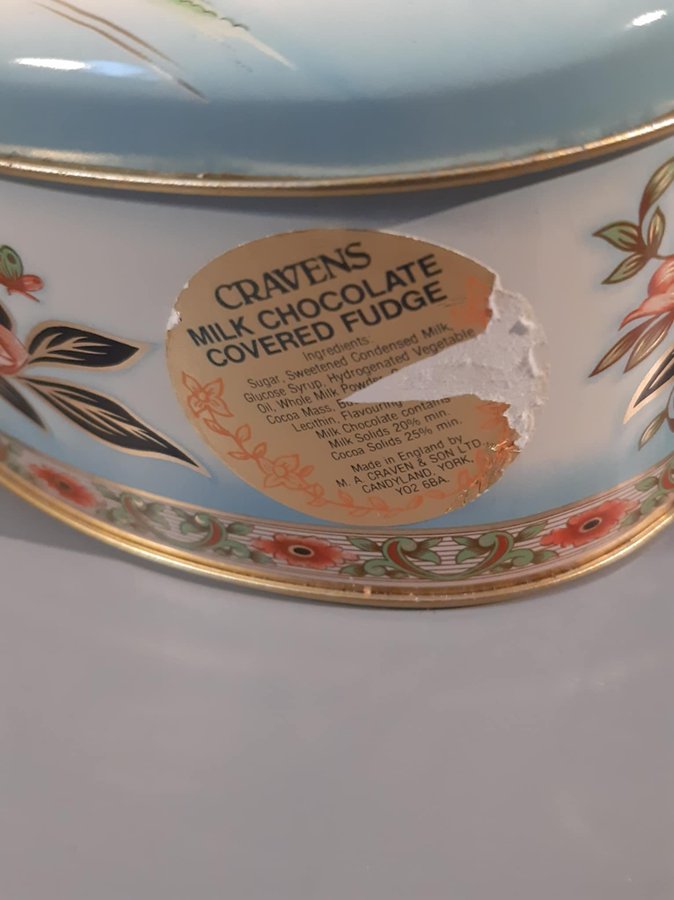 CRAVENS
MILK CHOCOLATE
COVERED FUDGE
Ingredients:
Sugar, Sweetened Condensed Milk,
Glucose Syrup, Hydrogenated Vegetable
Oil, Whole Milk Powder,
Cocoa Mass,
Lecithin, Flavouring
Milk Chocolate contains
Milk Solids 20% min.
Cocoa Solids 25% min.
Made in England by
M. A. CRAVEN & SON LTD.
CANDYLAND, YORK,
YO2 6BA.